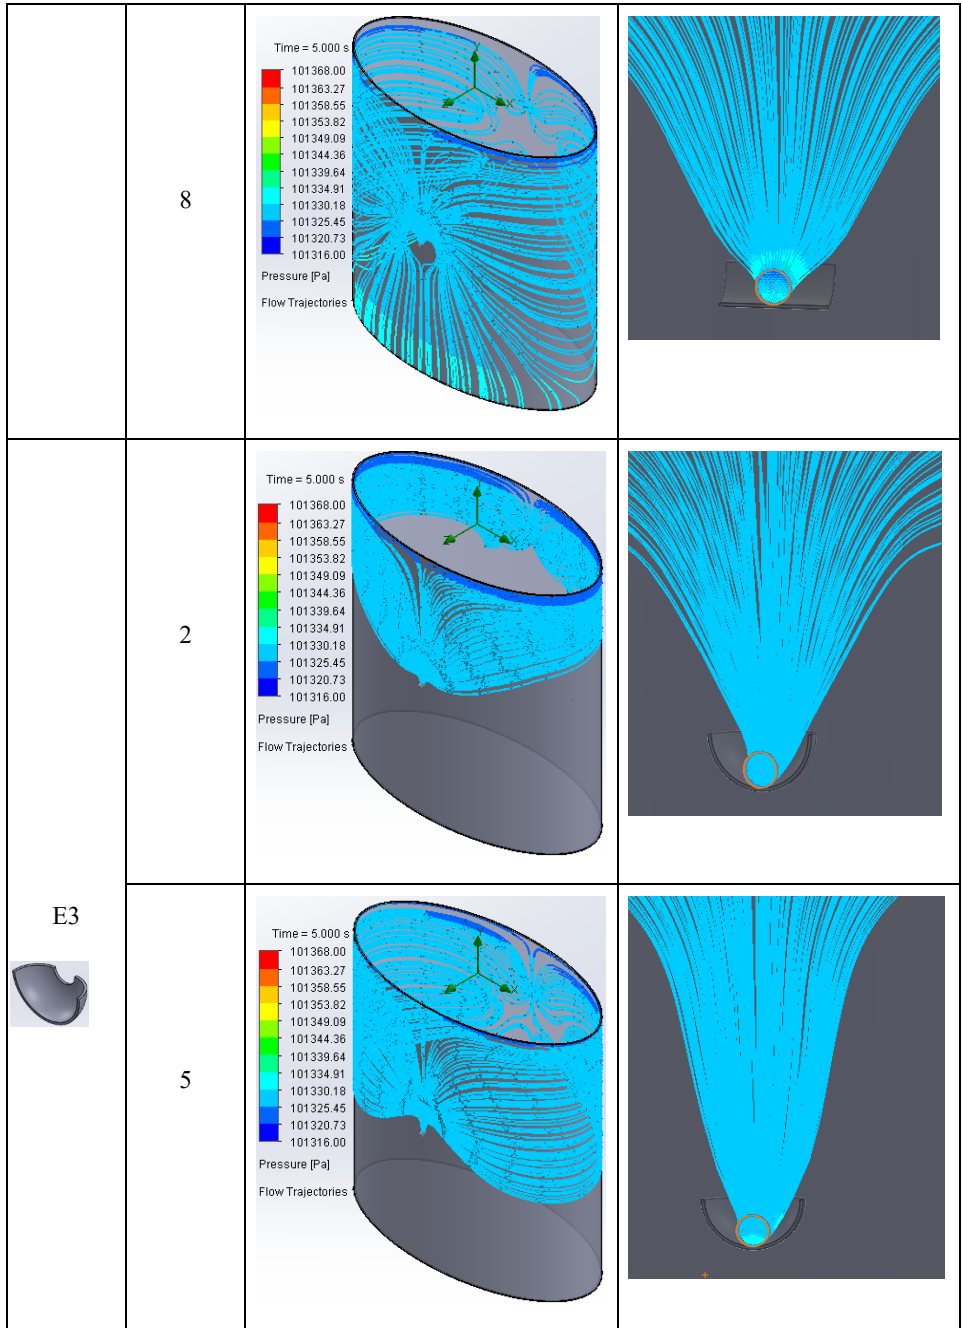 8
Time = 5.000 s
101368.00
101363.27
101358.55
101353.82
101349.09
101344.36
101339.64
101334.91
101330.18
101325.45
101320.73
101316.00
Pressure [Pa]
Flow Trajectories
Y
X
Z
E3
2
Time = 5.000 s
101368.00
101363.27
101358.55
101353.82
101349.09
101344.36
101339.64
101334.91
101330.18
101325.45
101320.73
101316.00
Pressure [Pa]
Flow Trajectories
Z
5
Time = 5.000 s
101368.00
101363.27
101358.55
101353.82
101349.09
101344.36
101339.64
101334.91
101330.18
101325.45
101320.73
101316.00
Pressure [Pa]
Flow Trajectories
Y
X